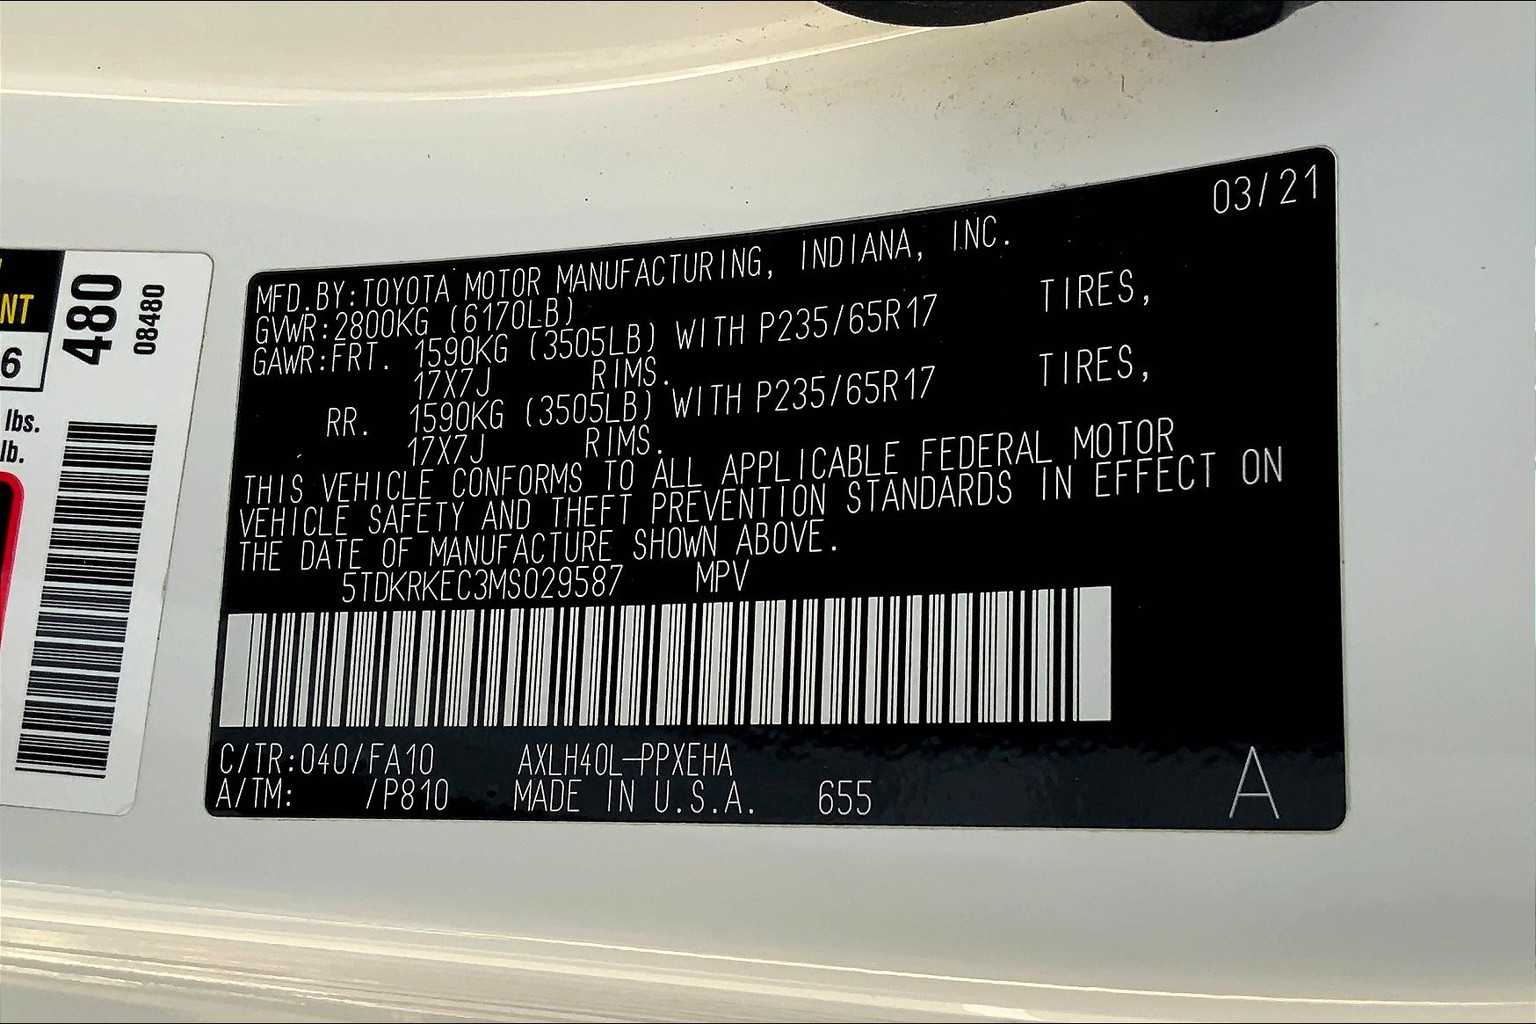 03/21
MFD.BY:TOYOTA MOTOR MANUFACTURING, INDIANA, INC.
GVWR:2800KG (6170LB)
GAWR:FRT. 1590KG (3505LB) WITH P235/65R17 TIRES,
17X7J RIMS.
RR. 1590KG (3505LB) WITH P235/65R17 TIRES,
17X7J RIMS.
THIS VEHICLE CONFORMS TO ALL APPLICABLE FEDERAL MOTOR
VEHICLE SAFETY AND THEFT PREVENTION STANDARDS IN EFFECT ON
THE DATE OF MANUFACTURE SHOWN ABOVE.
5TDKRKEC3MS029587 MPV
C/TR:040/FA10 AXLH40L-PPXEHA
A/TM: /P810 MADE IN U.S.A. 655 A
NT
6
lbs.
lb.
480
08480